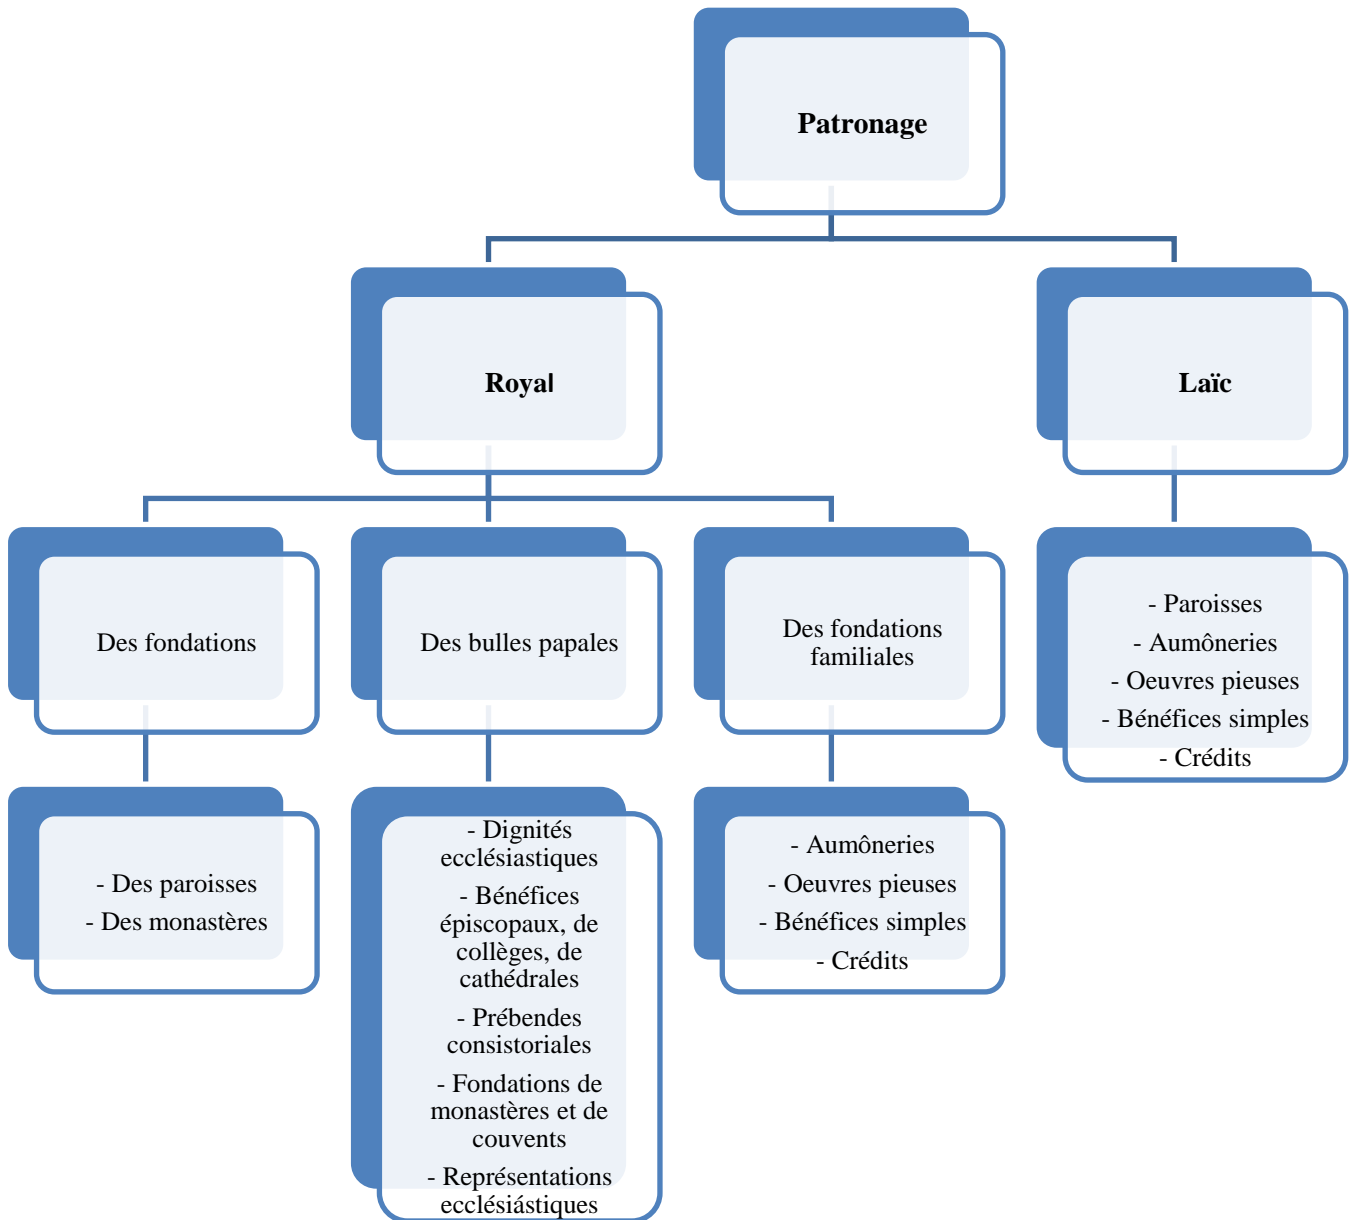 Patronage
Royal
Laïc
Des fondations
Des bulles papales
Des fondations
familiales
- Paroisses
- Aumôneries
- Oeuvres pieuses
- Bénéfices simples
- Crédits
- Des paroisses
- Des monastères
- Dignités
ecclésiastiques
- Bénéfices
épiscopaux, de
collèges, de
cathédrales
- Prébendes
consistoriales
- Fondations de
monastères et de
couvents
- Représentations
ecclésiástiques
- Aumôneries
- Oeuvres pieuses
- Bénéfices simples
- Crédits